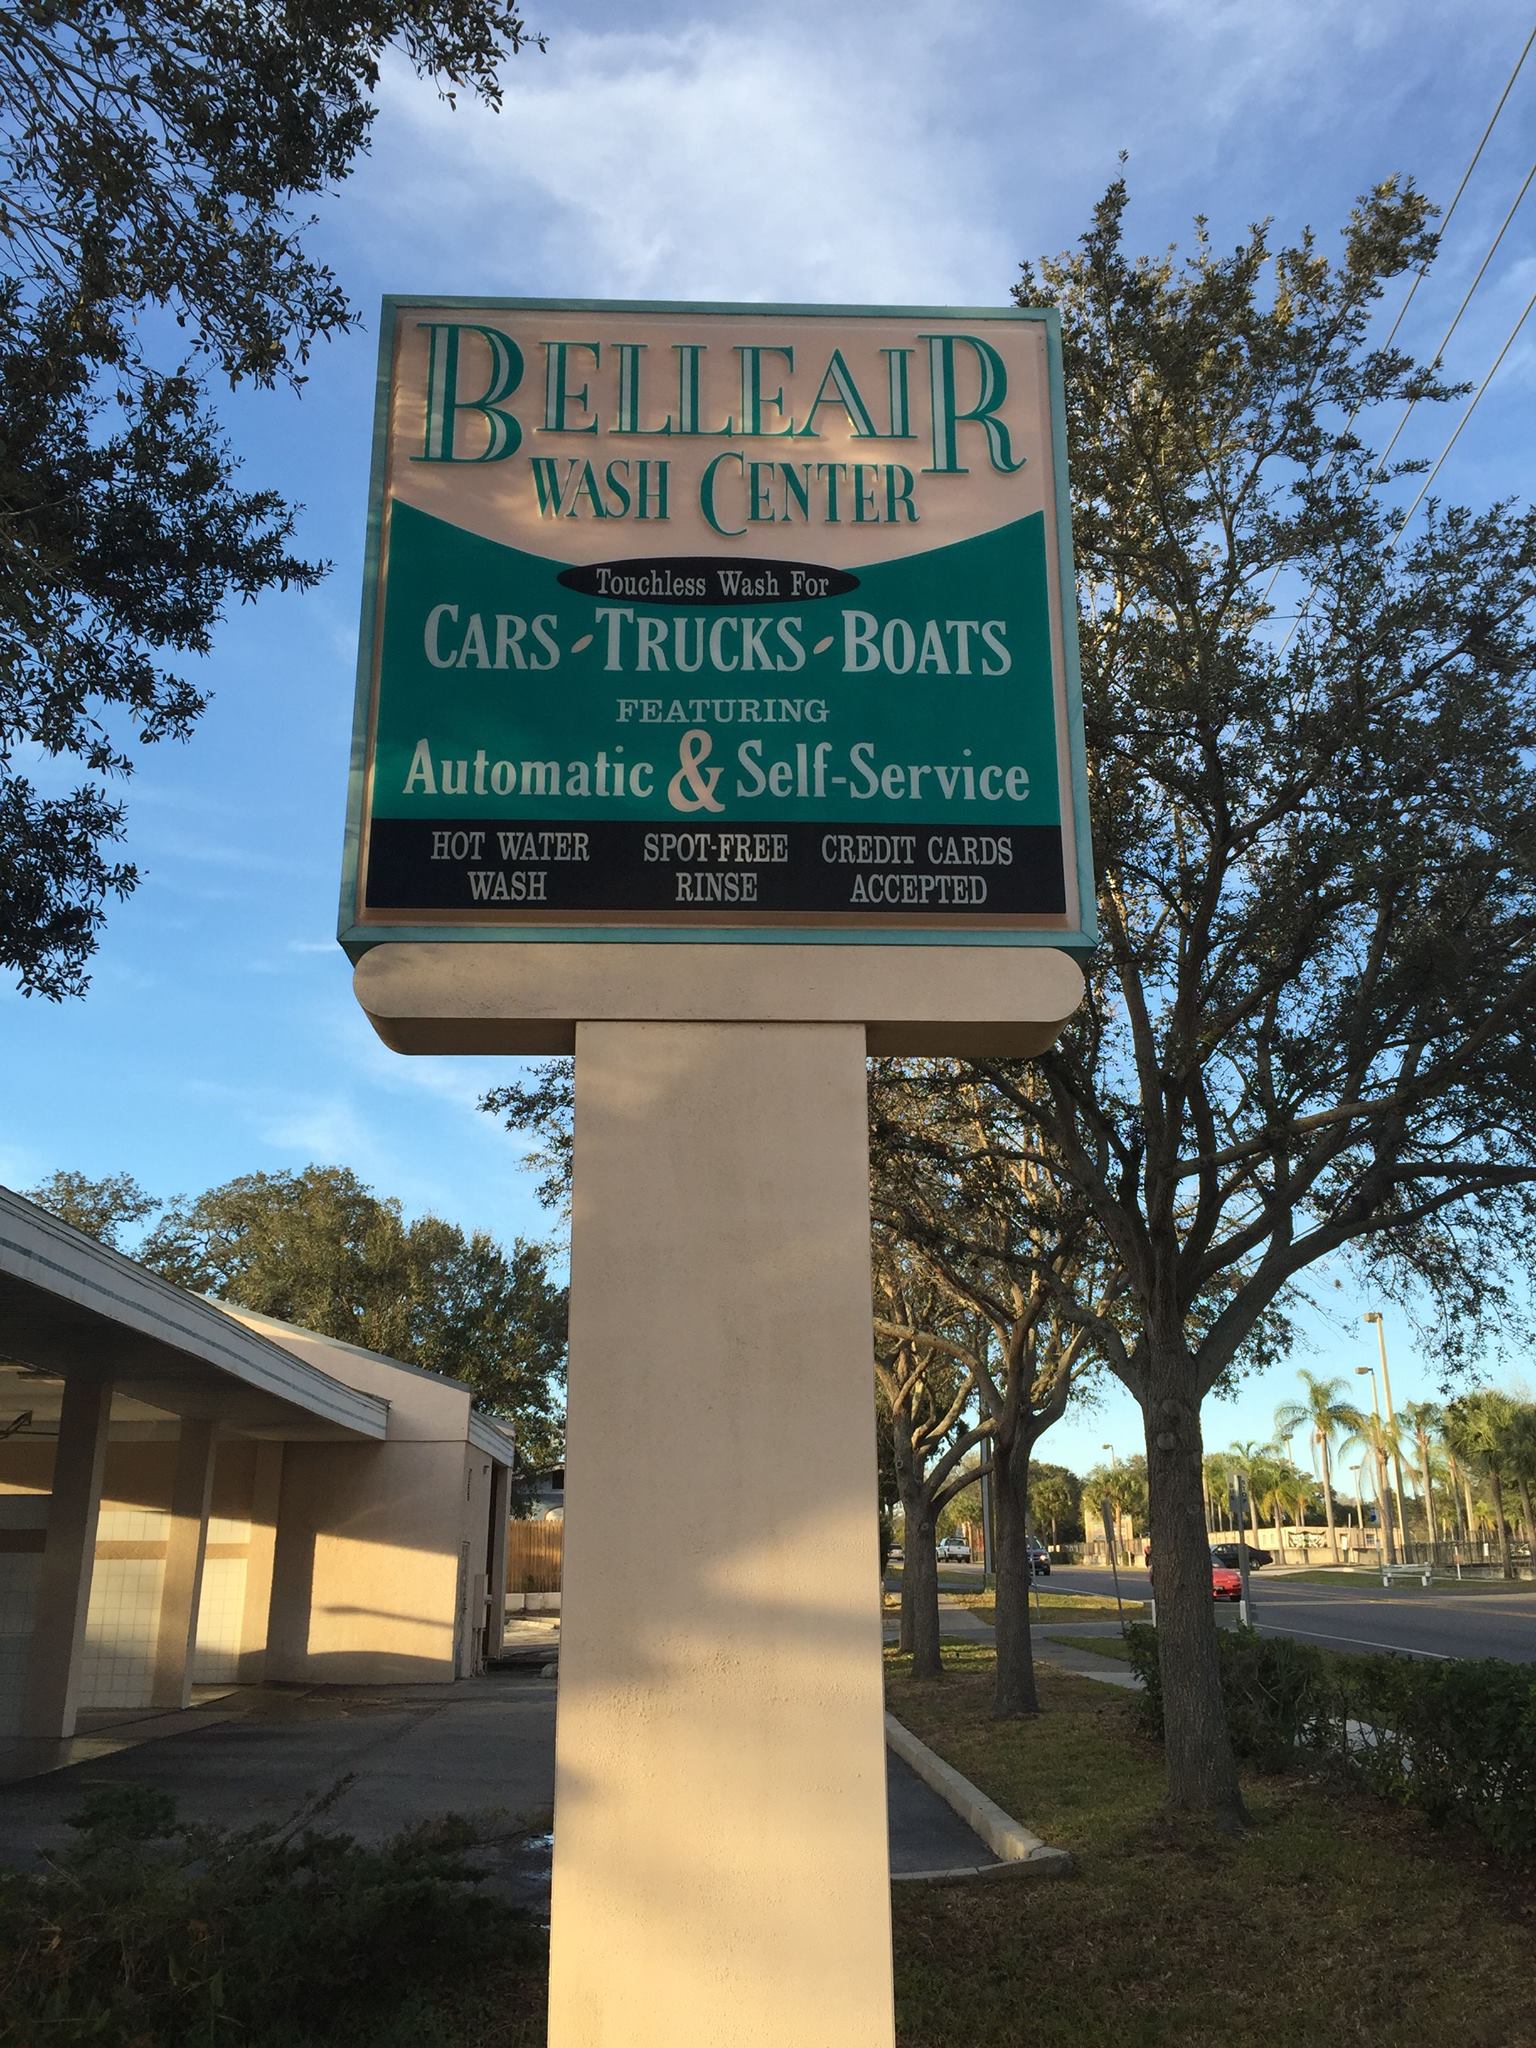 BELLEAIR
WASH CENTER
Touchless Wash For
CARS - TRUCKS - BOATS
FEATURING
Automatic & Self-Service
HOT WATER SPOT-FREE CREDIT CARDS
WASH RINSE ACCEPTED